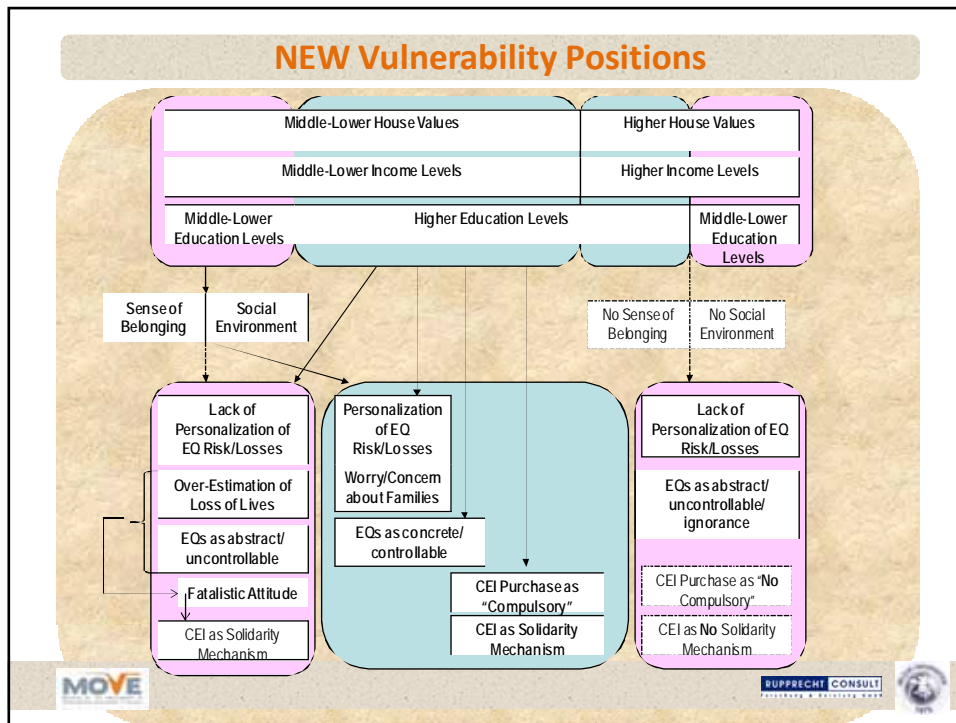 NEW Vulnerability Positions
Middle-Lower House Values
Higher House Values
Middle-Lower Income Levels
Higher Income Levels
Middle-Lower
Education Levels
Higher Education Levels
Middle-Lower
Education
Levels
Sense of
Belonging
Social
Environment
No Sense of
Belonging
No Social
Environment
Lack of
Personalization of
EQ Risk/Losses
Over-Estimation of
Loss of Lives
EQs as abstract/
uncontrollable
Fatalistic Attitude
CEI as Solidarity
Mechanism
Personalization
of EQ
Risk/Losses
Worry/Concern
about Families
EQs as concrete/
controllable
CEI Purchase as
“Compulsory”
CEI as Solidarity
Mechanism
Lack of
Personalization of EQ
Risk/Losses
EQs as abstract/
uncontrollable/
ignorance
CEI Purchase as “No
Compulsory”
CEI as No Solidarity
Mechanism
MOVE
RUPPRECHT CONSULT
Forschung & Beratung GmbH